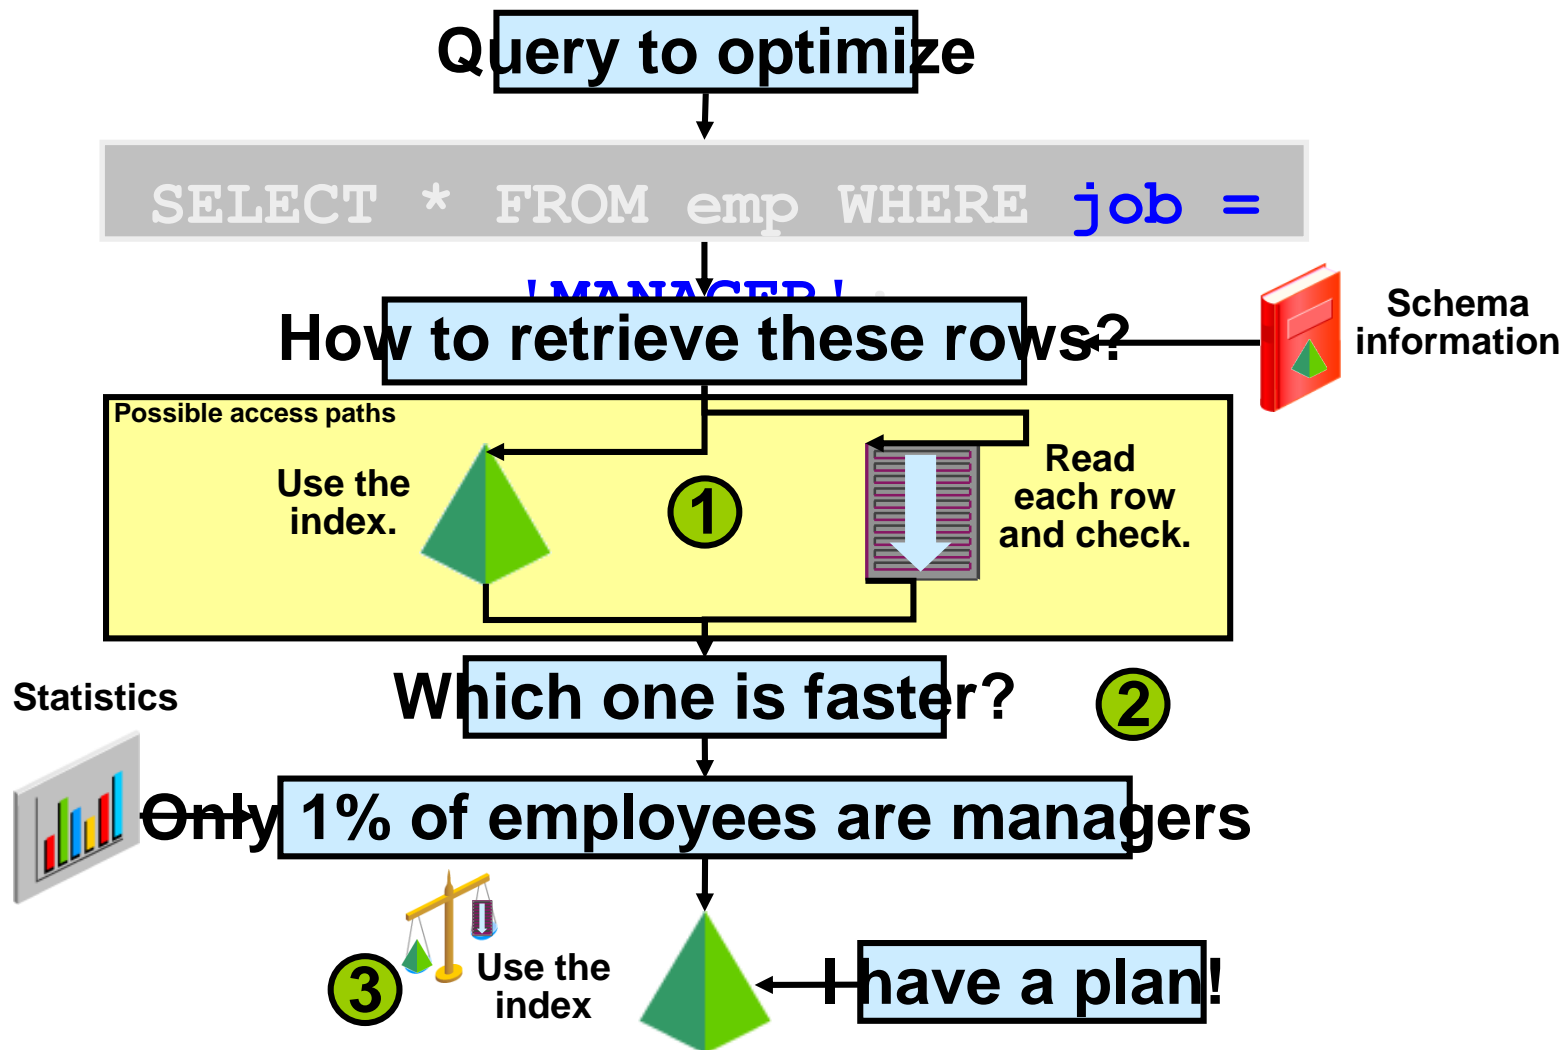 Query to optimize
SELECT * FROM emp WHERE job =
'MANAGER'
How to retrieve these rows?
Schema
information
Possible access paths
Use the
index.
1
Read
each row
and check.
Which one is faster?
2
Statistics
Only 1% of employees are managers
3
Use the
index
I have a plan!